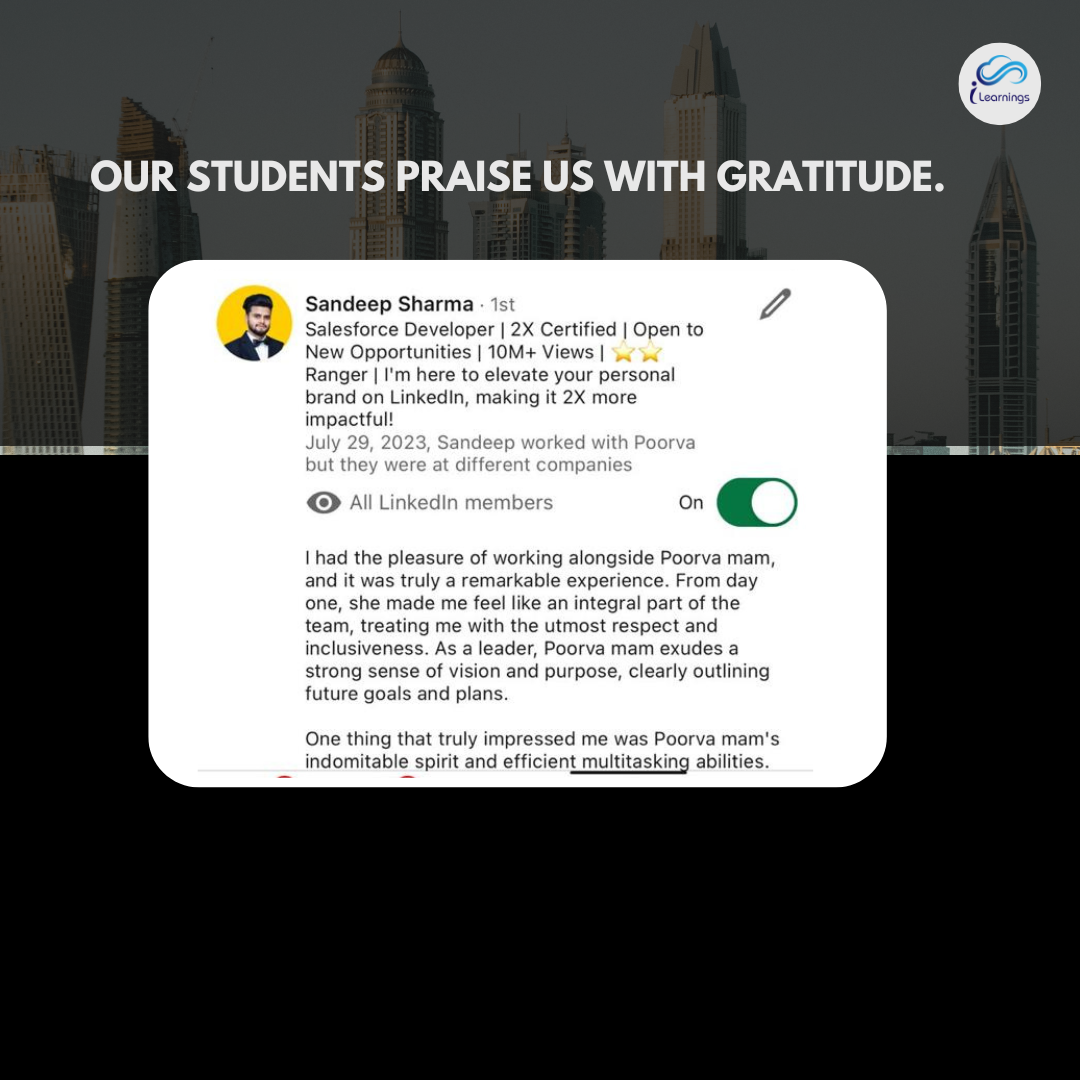 i Learnings
OUR STUDENTS PRAISE US WITH GRATITUDE.
Sandeep Sharma · 1st
Salesforce Developer | 2X Certified | Open to
New Opportunities | 10M+ Views | ⭐⭐
Ranger | I'm here to elevate your personal
brand on LinkedIn, making it 2X more
impactful!
July 29, 2023, Sandeep worked with Poorva
but they were at different companies
All LinkedIn members
On
I had the pleasure of working alongside Poorva mam,
and it was truly a remarkable experience. From day
one, she made me feel like an integral part of the
team, treating me with the utmost respect and
inclusiveness. As a leader, Poorva mam exudes a
strong sense of vision and purpose, clearly outlining
future goals and plans.
One thing that truly impressed me was Poorva mam's
indomitable spirit and efficient multitasking abilities.